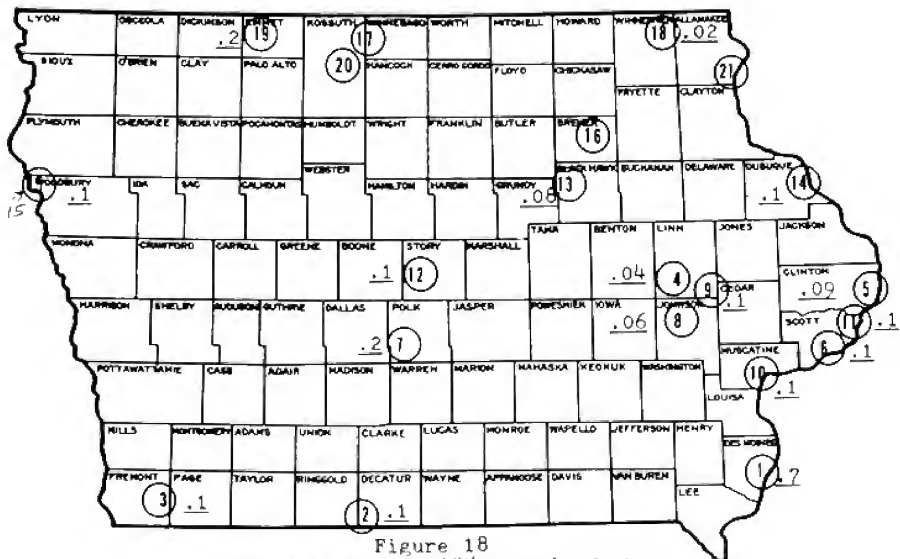 LYON OSCEOLA DICKINSON EMMET KOSSUTH WINNEBAGO WORTH MITCHELL HOWARD WINNESHIEK ALLAMAKEE
.2 19 17 18 .02
SIOUX O'BRIEN CLAY PALO ALTO 20 HANCOCK CERRO GORDO FLOYD CHICKASAW 21
FAYETTE CLAYTON
PLYMOUTH CHEROKEE BUENA VISTA POCAHONTAS HUMBOLDT WRIGHT FRANKLIN BUTLER BREMER
16
WOODBURY IDA SAC CALHOUN WEBSTER HAMILTON HARDIN GRUNDY BLACK HAWK BUCHANAN DELAWARE DUBUQUE
15 .1 .08 13 .1 14
MONONA CRAWFORD CARROLL GREENE BOONE STORY MARSHALL TAMA BENTON LINN JONES JACKSON
.1 12 .04 4 9 CLINTON
.09 5
HARRISON SHELBY AUDUBON GUTHRIE DALLAS POLK JASPER POWESHIEK IOWA JOHNSON CEDAR
.1
.2 7 .06 8 SCOTT 11 .1
6 .1
POTTAWATTAMIE CASS ADAIR MADISON WARREN MARION MAHASKA KEOKUK WASHINGTON MUSCATINE
10 .1
LOUISA
MILLS MONTGOMERY ADAMS UNION CLARKE LUCAS MONROE WAPELLO JEFFERSON HENRY DES MOINES
1 .7
FREMONT PAGE TAYLOR RINGGOLD DECATUR WAYNE APPANOOSE DAVIS VAN BUREN LEE
3 .1 2 .1
Figure 18